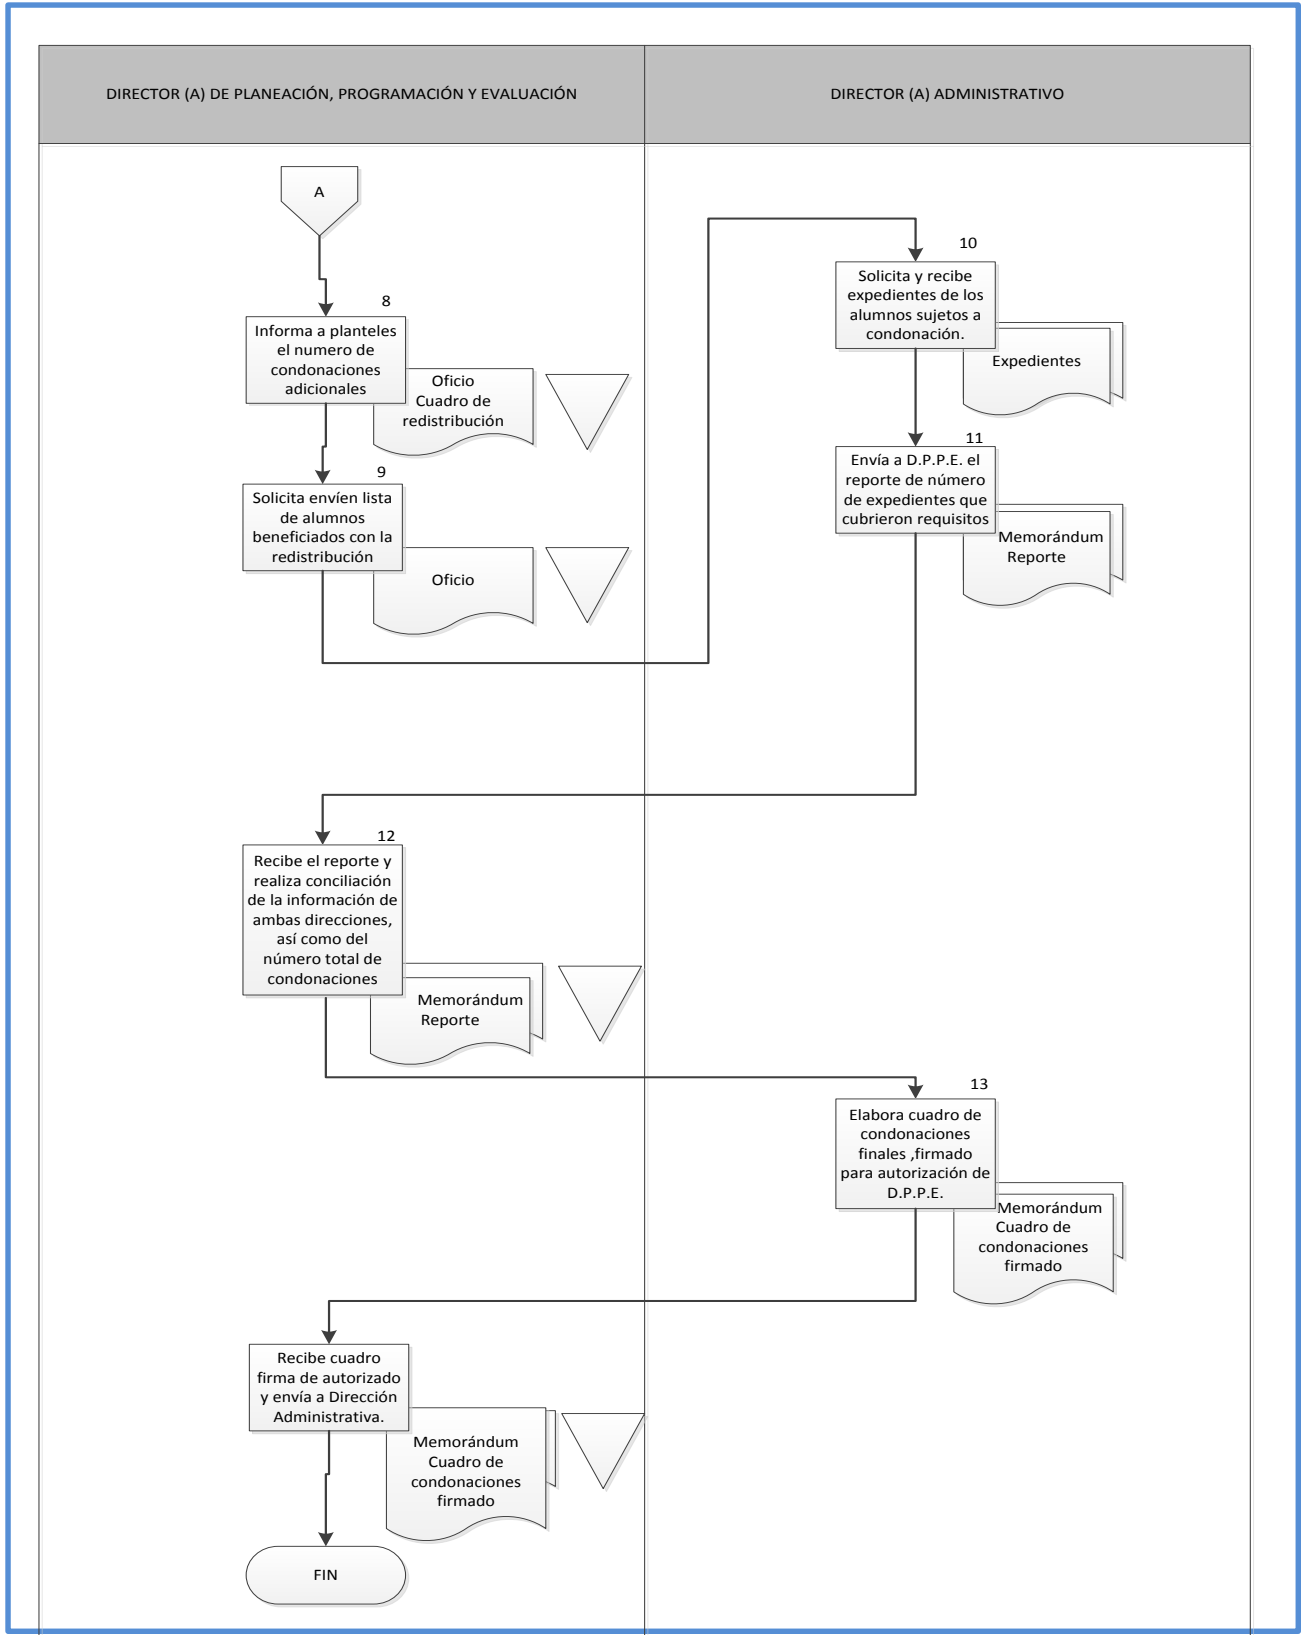 DIRECTOR (A) DE PLANEACIÓN, PROGRAMACIÓN Y EVALUACIÓN
DIRECTOR (A) ADMINISTRATIVO
A
8
Informa a planteles
el numero de
condonaciones
adicionales
Oficio
Cuadro de
redistribución
9
Solicita envíen lista
de alumnos
beneficiados con la
redistribución
Oficio
10
Solicita y recibe
expedientes de los
alumnos sujetos a
condonación.
Expedientes
11
Envía a D.P.P.E. el
reporte de número
de expedientes que
cubrieron requisitos
Memorándum
Reporte
12
Recibe el reporte y
realiza conciliación
de la información de
ambas direcciones,
así como del
número total de
condonaciones
Memorándum
Reporte
13
Elabora cuadro de
condonaciones
finales ,firmado
para autorización de
D.P.P.E.
Memorándum
Cuadro de
condonaciones
firmado
Recibe cuadro
firma de autorizado
y envía a Dirección
Administrativa.
Memorándum
Cuadro de
condonaciones
firmado
FIN